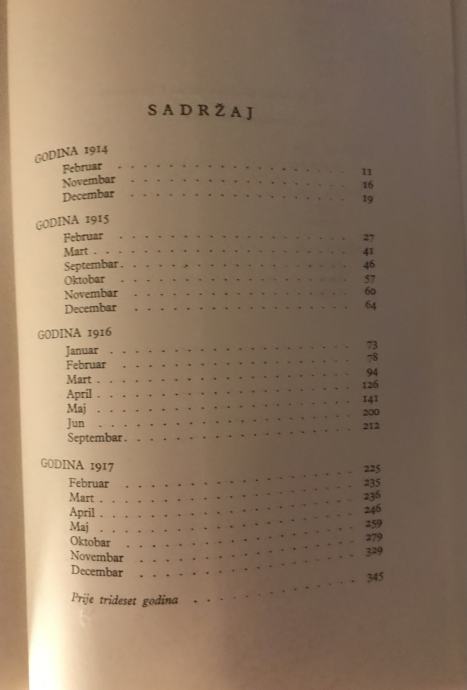 SADRŽAJ
GODINA 1914
Februar . . . . . . . . . . . . . . . 11
Novembar . . . . . . . . . . . . . . 16
Decembar . . . . . . . . . . . . . . 19
GODINA 1915
Februar . . . . . . . . . . . . . . . 27
Mart . . . . . . . . . . . . . . . . . 41
Septembar . . . . . . . . . . . . . . 46
Oktobar . . . . . . . . . . . . . . . 57
Novembar . . . . . . . . . . . . . . 60
Decembar . . . . . . . . . . . . . . 64
GODINA 1916
Januar . . . . . . . . . . . . . . . . 73
Februar . . . . . . . . . . . . . . . 78
Mart . . . . . . . . . . . . . . . . . 94
April . . . . . . . . . . . . . . . . . 126
Maj . . . . . . . . . . . . . . . . . . 141
Jun . . . . . . . . . . . . . . . . . . 200
Septembar . . . . . . . . . . . . . . 212
GODINA 1917
Februar . . . . . . . . . . . . . . . 225
Mart . . . . . . . . . . . . . . . . . 235
April . . . . . . . . . . . . . . . . . 236
Maj . . . . . . . . . . . . . . . . . . 246
Oktobar . . . . . . . . . . . . . . . 259
Novembar . . . . . . . . . . . . . . 279
Decembar . . . . . . . . . . . . . . 329
Prije trideset godina . . . . . . . . . . 345